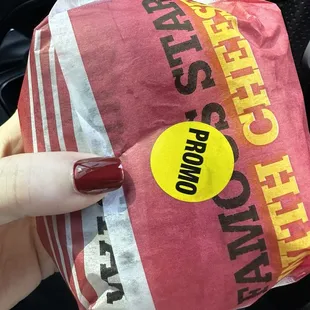 FAMOUS STAR
WITH CHEESE
PROMO